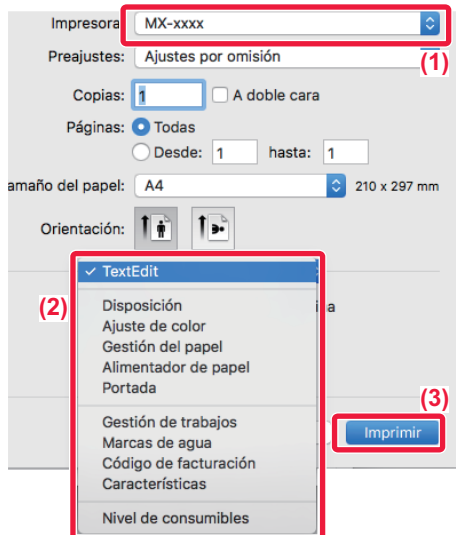 Impresora: MX-xxxx
(1)
Preajustes: Ajustes por omisión
Copias: 1 A doble cara
Páginas: Todas
Desde: 1 hasta: 1
amaño del papel: A4 210 x 297 mm
Orientación:
(2)
✓ TextEdit
Disposición
Ajuste de color
Gestión del papel
Alimentador de papel
Portada
Gestión de trabajos
Marcas de agua
Código de facturación
Características
Nivel de consumibles
(3)
Imprimir